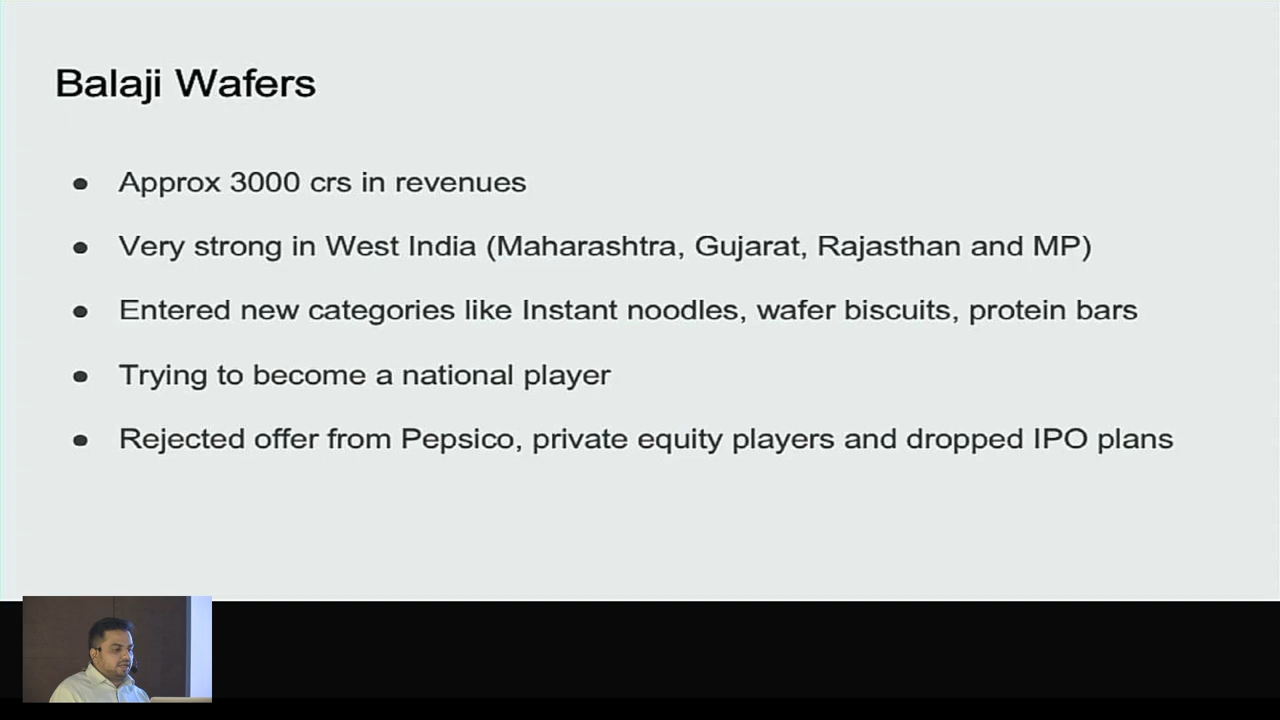 Balaji Wafers
● Approx 3000 crs in revenues
● Very strong in West India (Maharashtra, Gujarat, Rajasthan and MP)
● Entered new categories like Instant noodles, wafer biscuits, protein bars
● Trying to become a national player
● Rejected offer from Pepsico, private equity players and dropped IPO plans